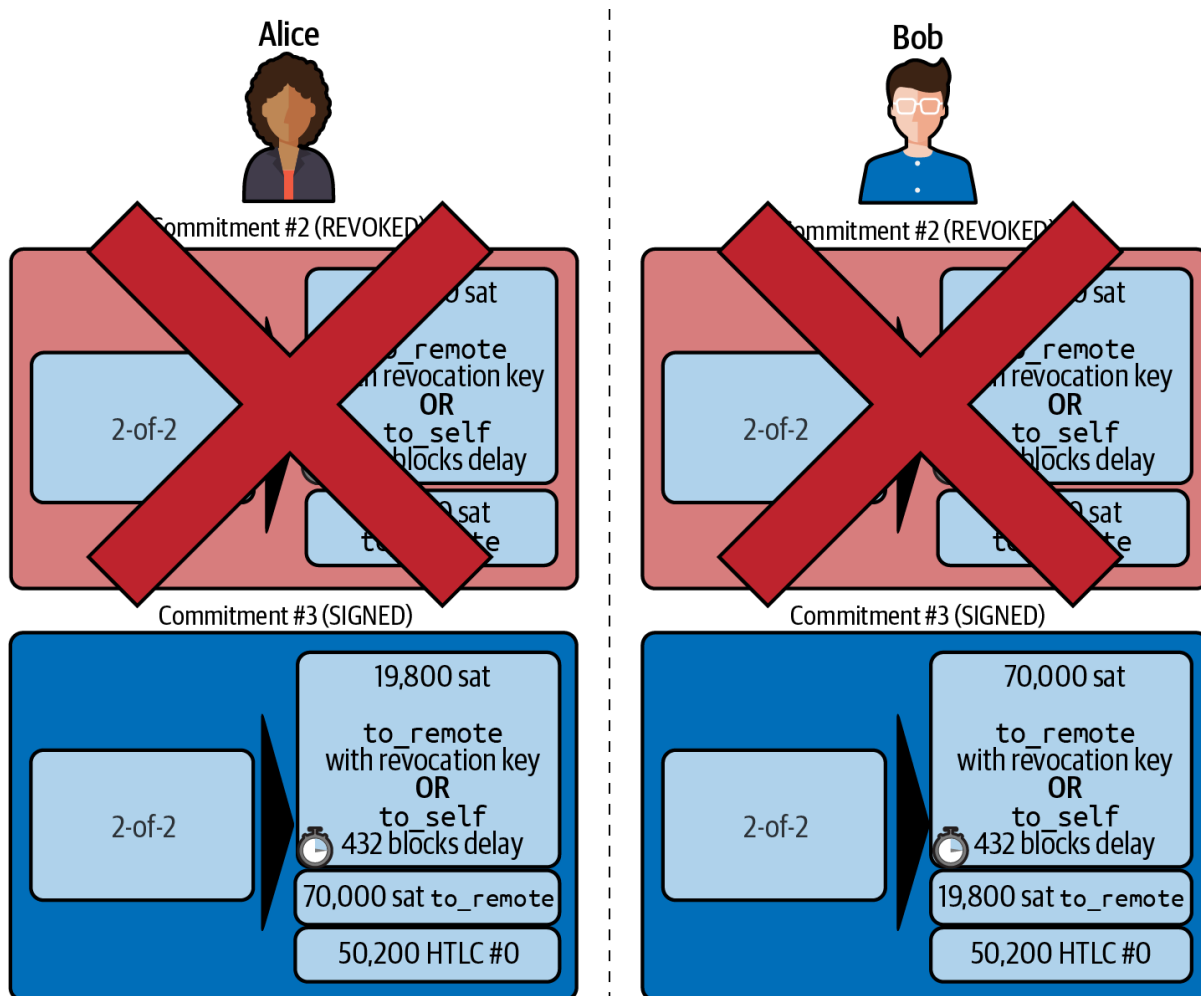 Alice
Commitment #2 (REVOKED)
sat
revocation key
OR
to_self
blocks delay
2-of-2
sat
Commitment #3 (SIGNED)
19,800 sat
to_remote
with revocation key
OR
to_self
432 blocks delay
2-of-2
70,000 sat to_remote
50,200 HTLC #0
Bob
Commitment #2 (REVOKED)
sat
revocation key
OR
to_self
blocks delay
2-of-2
sat
Commitment #3 (SIGNED)
70,000 sat
to_remote
with revocation key
OR
to_self
432 blocks delay
2-of-2
19,800 sat to_remote
50,200 HTLC #0